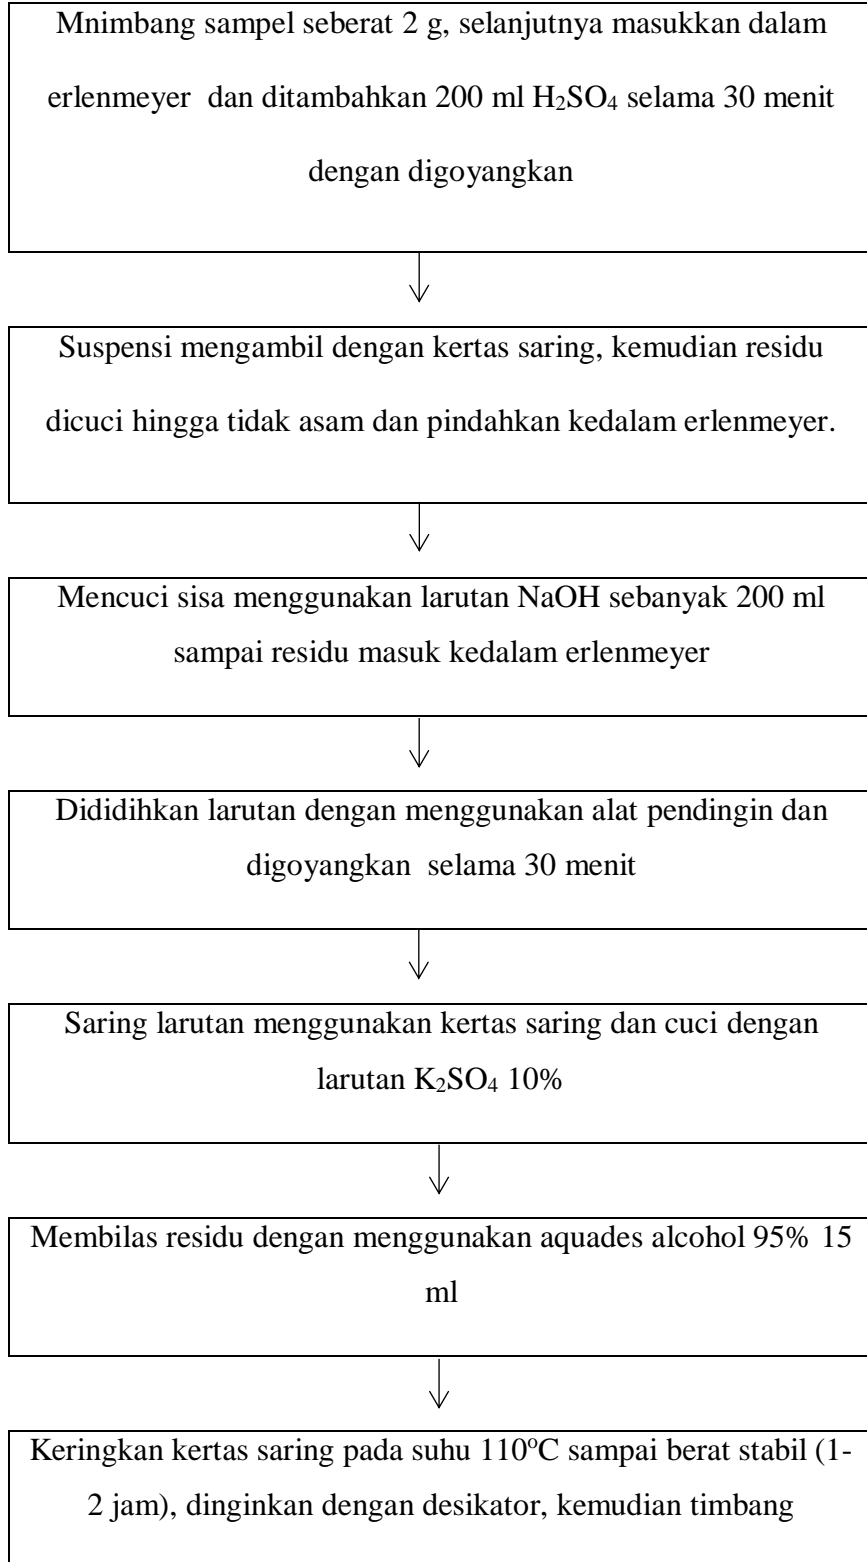 Mnimbang sampel seberat 2 g, selanjutnya masukkan dalam
erlenmeyer  dan ditambahkan 200 ml H₂SO₄ selama 30 menit
dengan digoyangkan
Suspensi mengambil dengan kertas saring, kemudian residu
dicuci hingga tidak asam dan pindahkan kedalam erlenmeyer.
Mencuci sisa menggunakan larutan NaOH sebanyak 200 ml
sampai residu masuk kedalam erlenmeyer
Dididihkan larutan dengan menggunakan alat pendingin dan
digoyangkan  selama 30 menit
Saring larutan menggunakan kertas saring dan cuci dengan
larutan K₂SO₄ 10%
Membilas residu dengan menggunakan aquades alcohol 95% 15
ml
Keringkan kertas saring pada suhu 110ºC sampai berat stabil (1-
2 jam), dinginkan dengan desikator, kemudian timbang